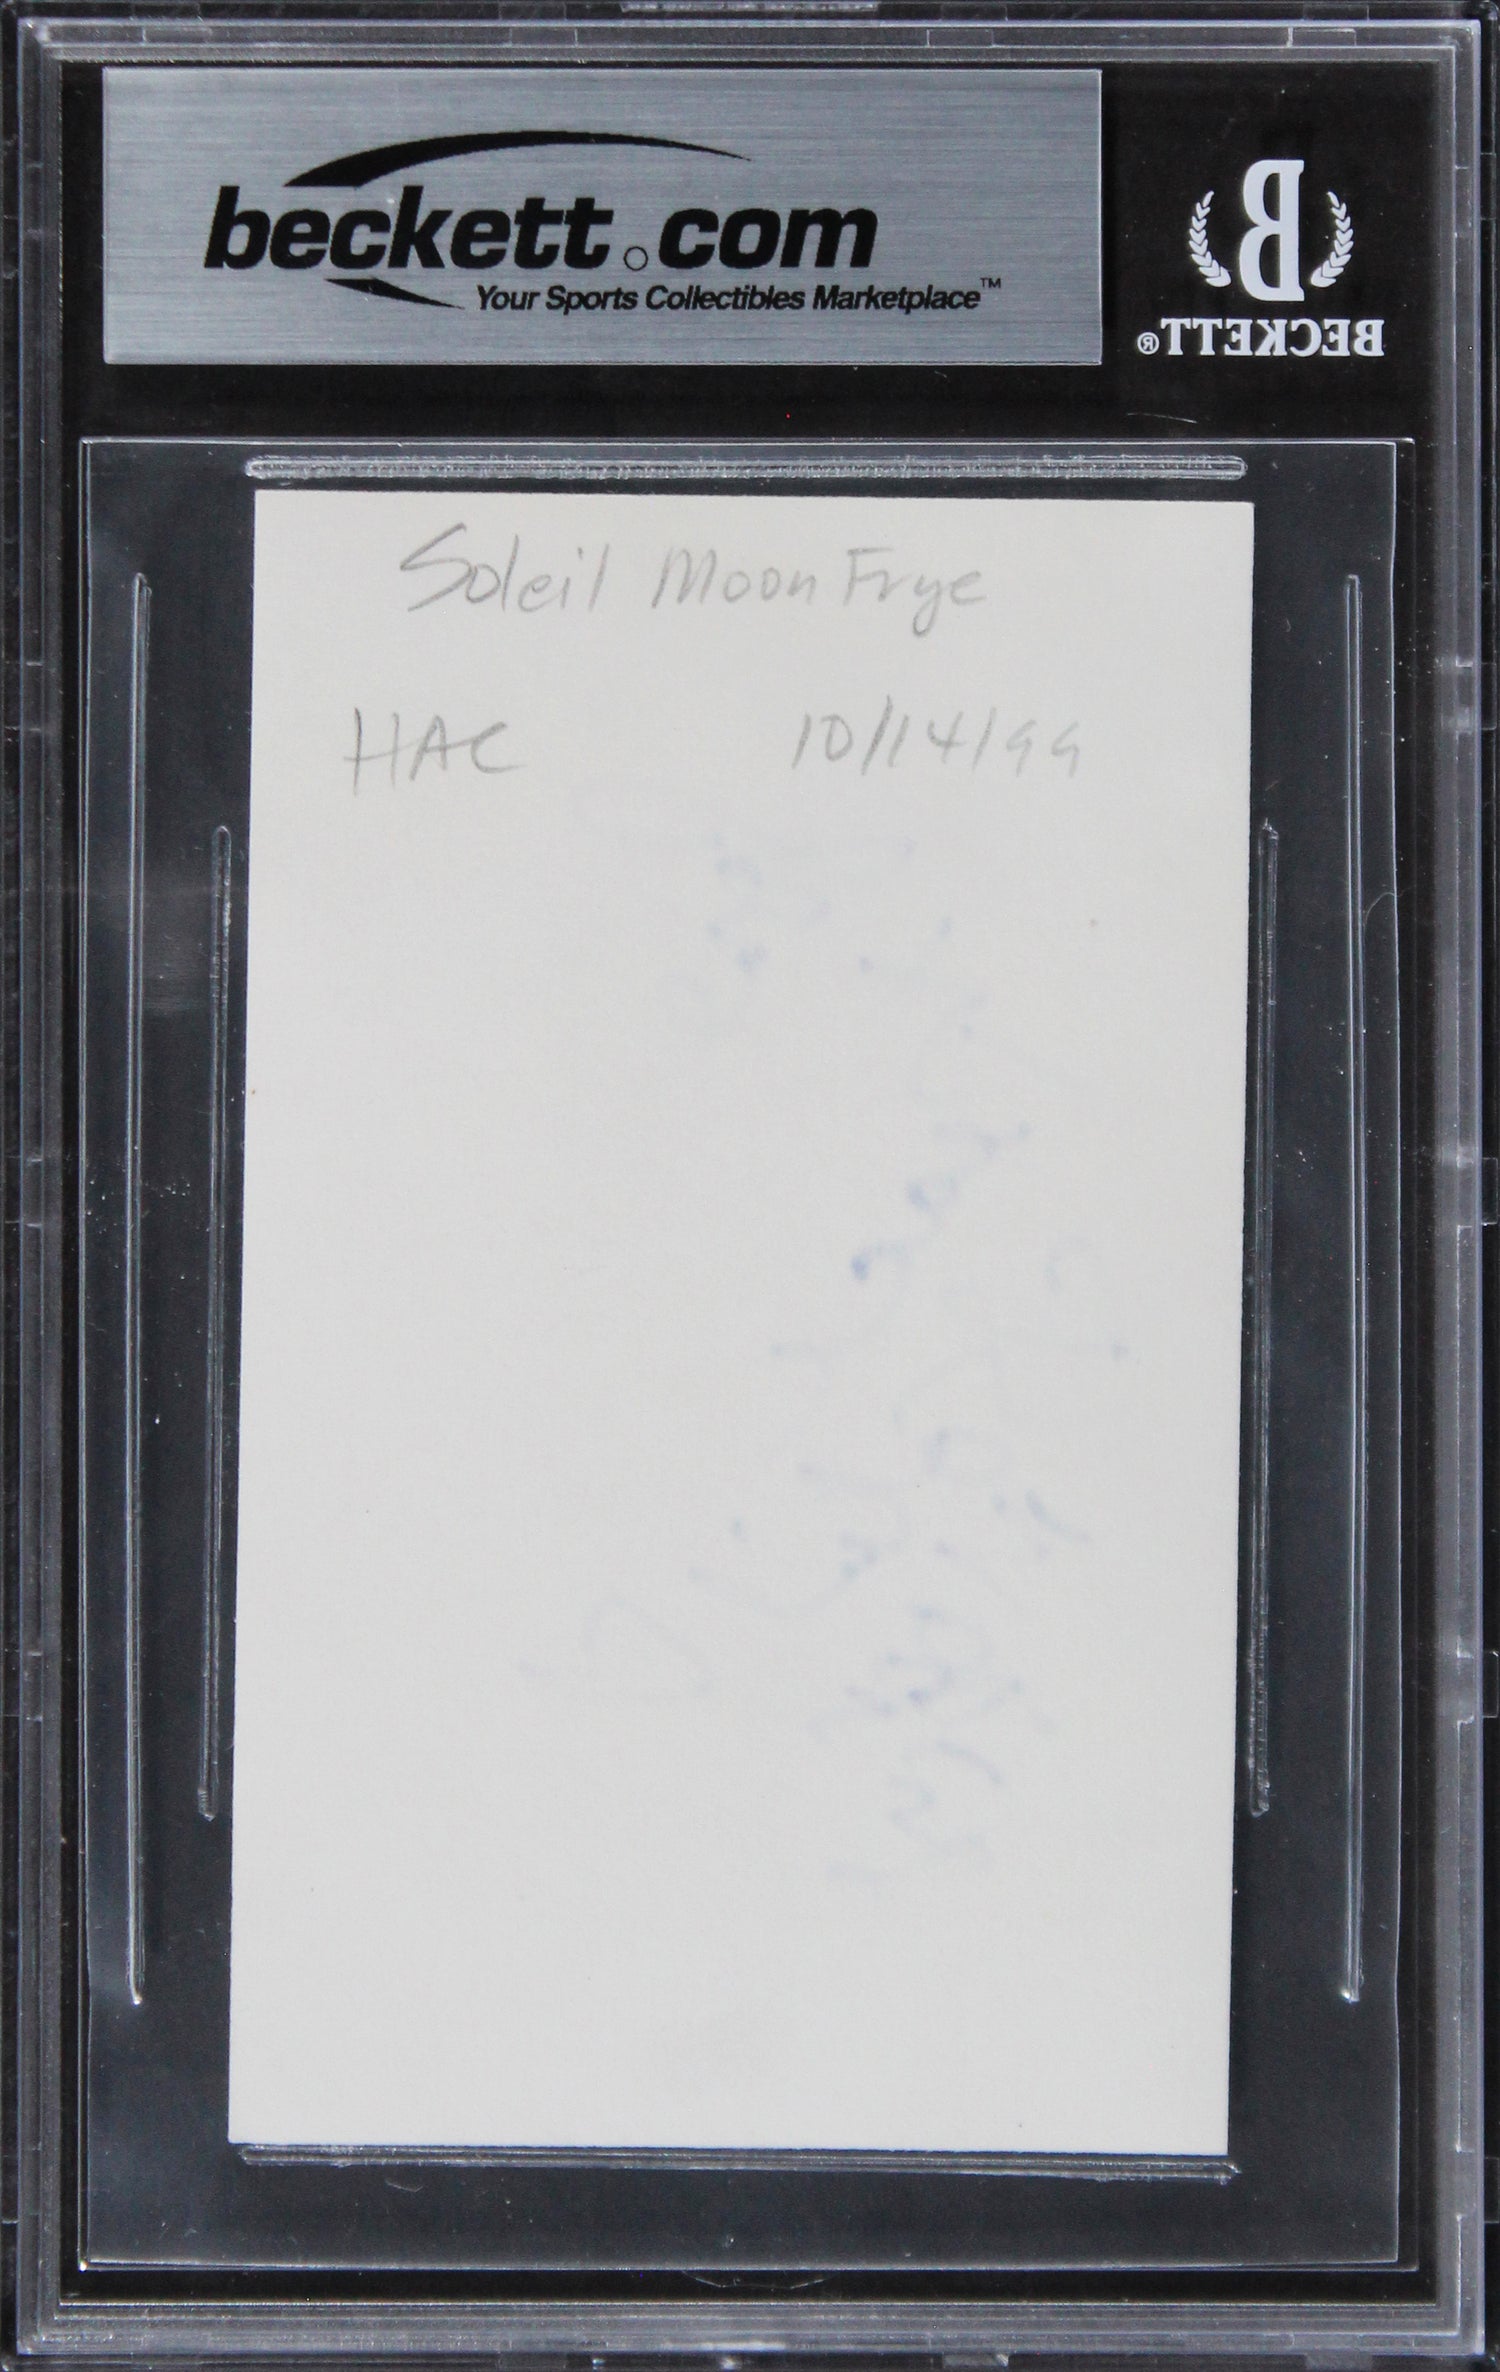 beckett.com
Your Sports Collectibles Marketplace™
B
BECKETT®
Soleil Moon Frye
HAC 10/14/99